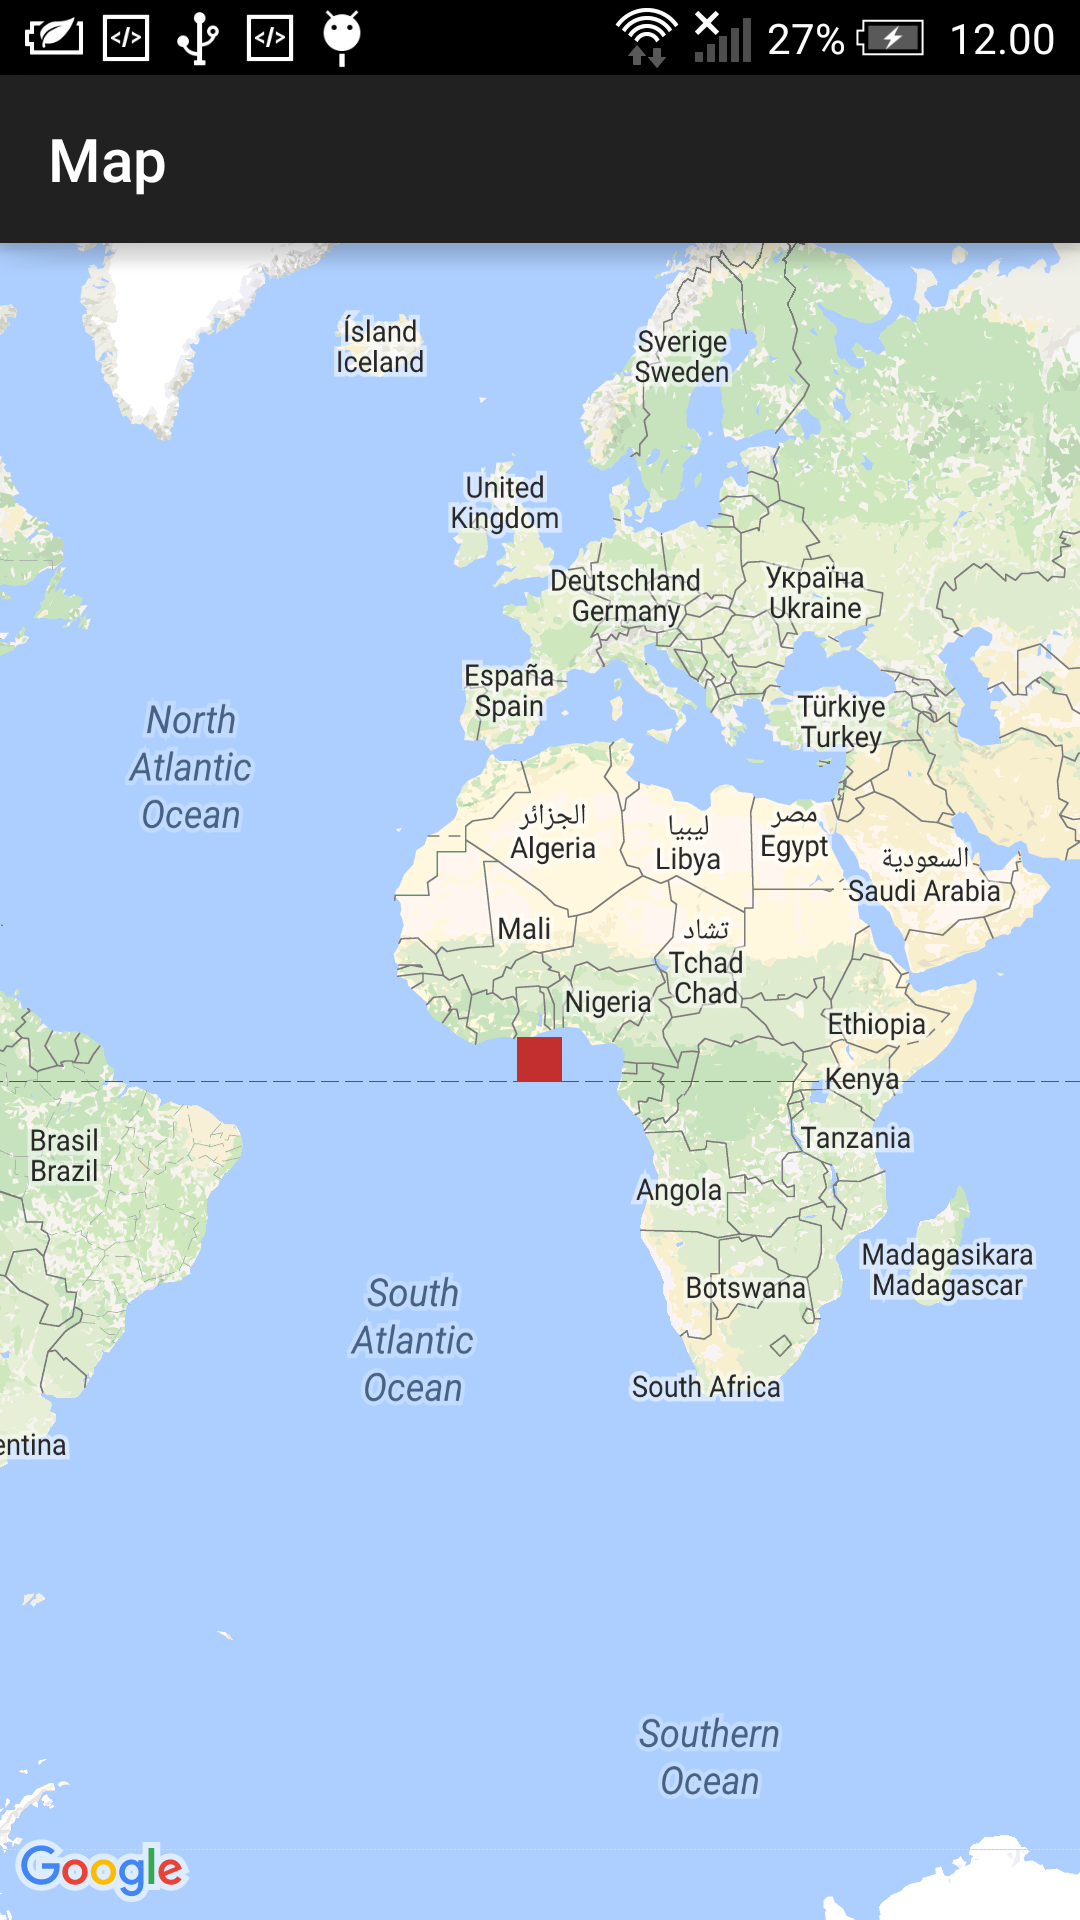 27% 12.00
Map
Ísland
Iceland
Sverige
Sweden
United
Kingdom
Deutschland
Germany
Україна
Ukraine
España
Spain
Türkiye
Turkey
North
Atlantic
Ocean
الجزائر
Algeria
ليبيا
Libya
مصر
Egypt
السعودية
Saudi Arabia
Mali
تشاد
Tchad
Chad
Nigeria
Ethiopia
Kenya
Brasil
Brazil
Tanzania
Angola
Madagasikara
Madagascar
Botswana
South
Atlantic
Ocean
South Africa
entina
Southern
Ocean
Google